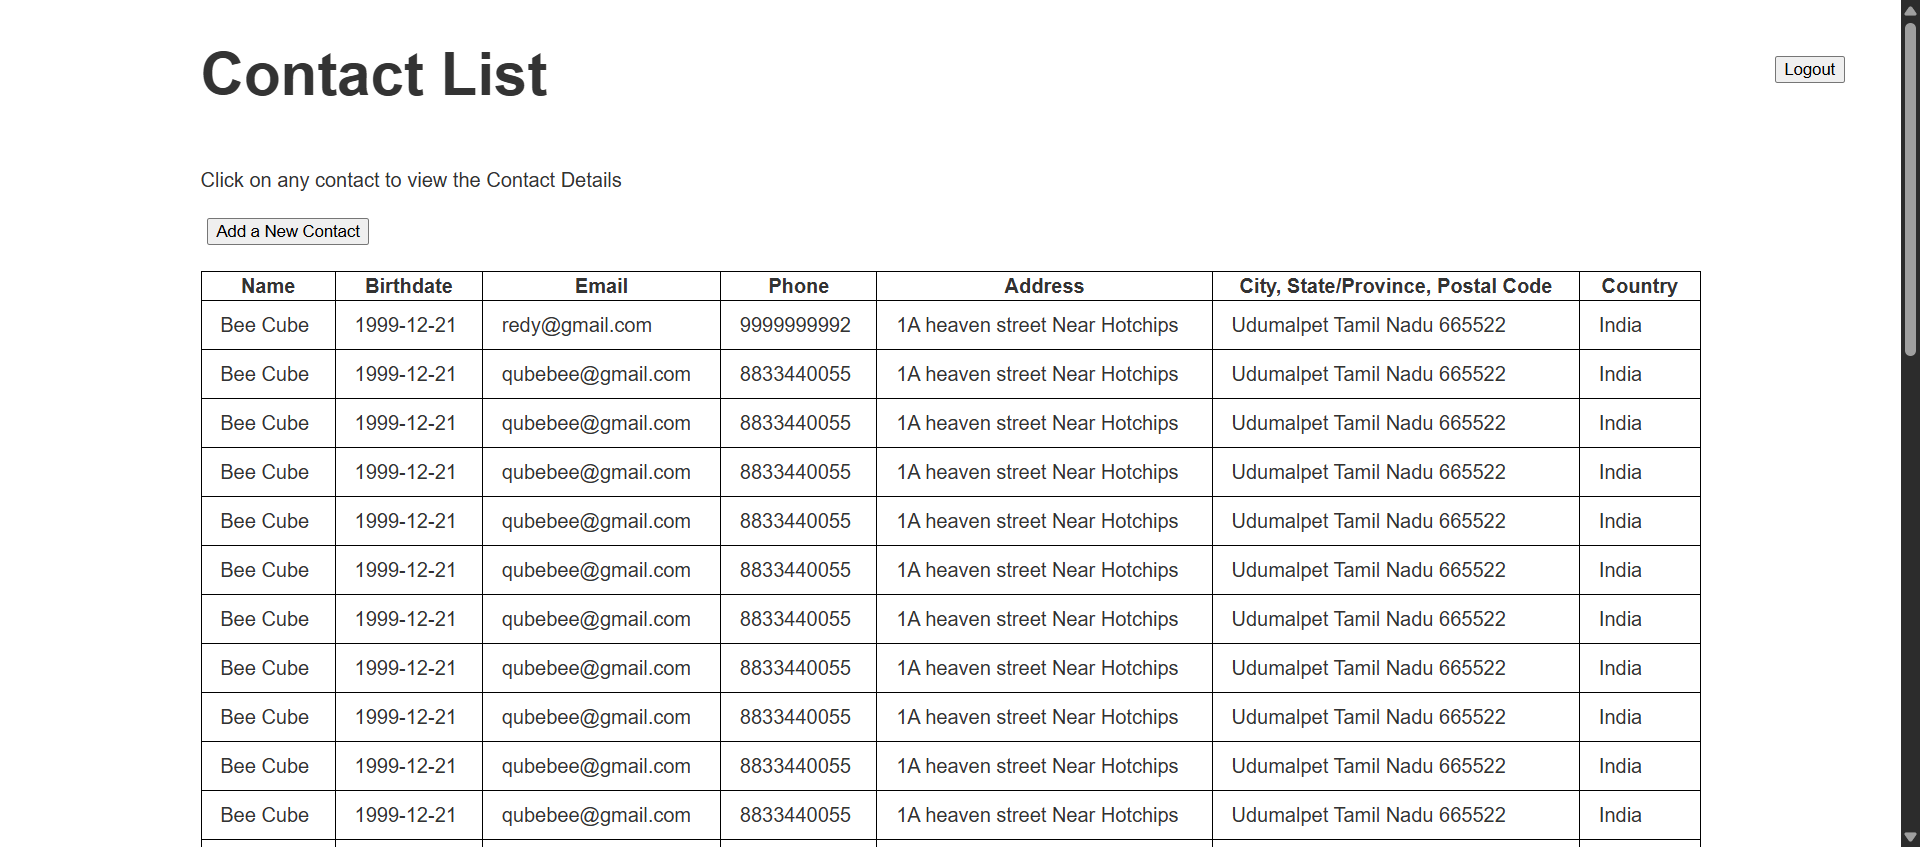 Contact List
Logout
Click on any contact to view the Contact Details
Add a New Contact
Name Birthdate Email Phone Address City, State/Province, Postal Code Country
Bee Cube 1999-12-21 redy@gmail.com 9999999992 1A heaven street Near Hotchips Udumalpet Tamil Nadu 665522 India
Bee Cube 1999-12-21 qubebee@gmail.com 8833440055 1A heaven street Near Hotchips Udumalpet Tamil Nadu 665522 India
Bee Cube 1999-12-21 qubebee@gmail.com 8833440055 1A heaven street Near Hotchips Udumalpet Tamil Nadu 665522 India
Bee Cube 1999-12-21 qubebee@gmail.com 8833440055 1A heaven street Near Hotchips Udumalpet Tamil Nadu 665522 India
Bee Cube 1999-12-21 qubebee@gmail.com 8833440055 1A heaven street Near Hotchips Udumalpet Tamil Nadu 665522 India
Bee Cube 1999-12-21 qubebee@gmail.com 8833440055 1A heaven street Near Hotchips Udumalpet Tamil Nadu 665522 India
Bee Cube 1999-12-21 qubebee@gmail.com 8833440055 1A heaven street Near Hotchips Udumalpet Tamil Nadu 665522 India
Bee Cube 1999-12-21 qubebee@gmail.com 8833440055 1A heaven street Near Hotchips Udumalpet Tamil Nadu 665522 India
Bee Cube 1999-12-21 qubebee@gmail.com 8833440055 1A heaven street Near Hotchips Udumalpet Tamil Nadu 665522 India
Bee Cube 1999-12-21 qubebee@gmail.com 8833440055 1A heaven street Near Hotchips Udumalpet Tamil Nadu 665522 India
Bee Cube 1999-12-21 qubebee@gmail.com 8833440055 1A heaven street Near Hotchips Udumalpet Tamil Nadu 665522 India